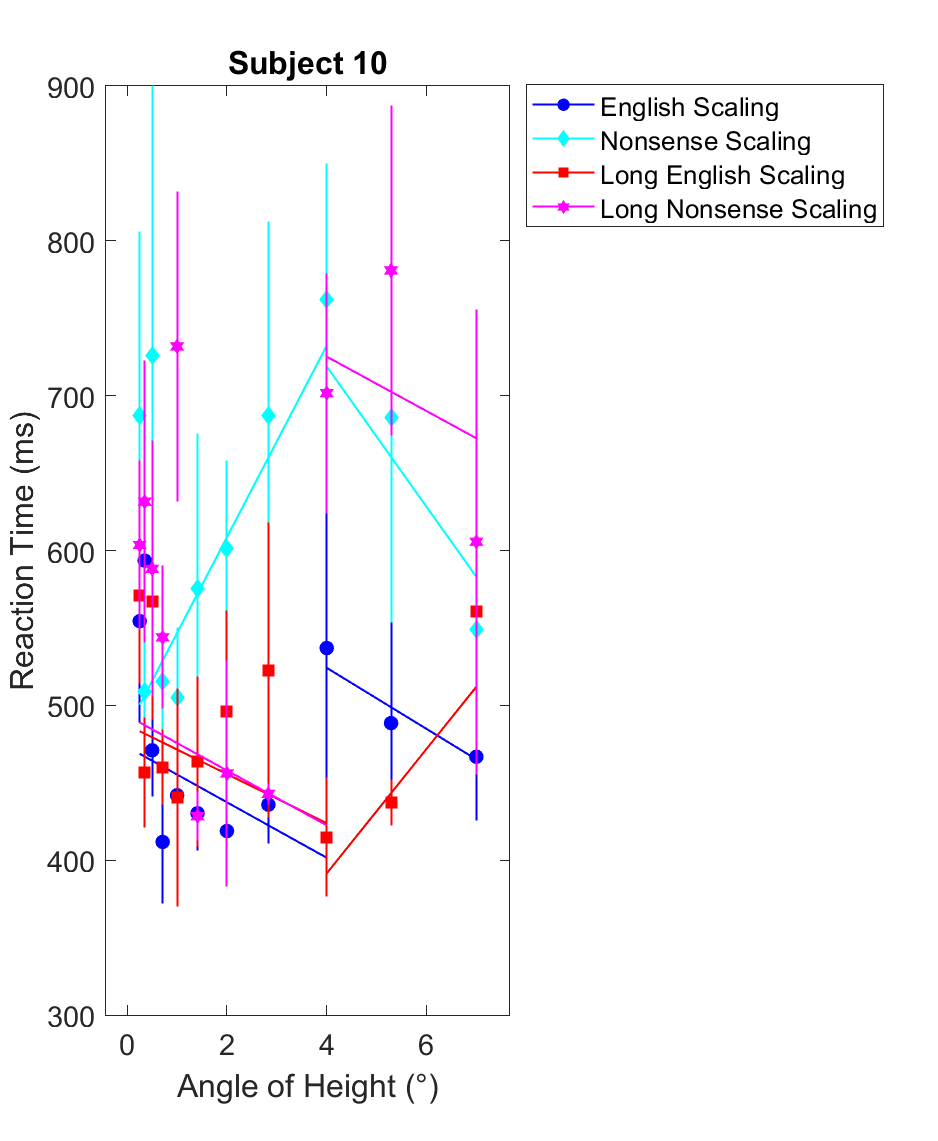 Subject 10
900
800
700
600
500
400
300
0 2 4 6
Reaction Time (ms)
Angle of Height (°)
English Scaling
Nonsense Scaling
Long English Scaling
Long Nonsense Scaling